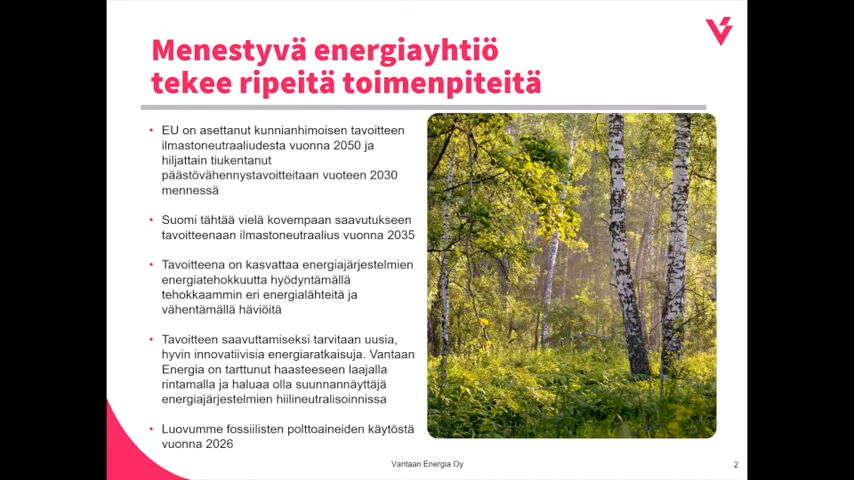 Menestyvä energiayhtiö
tekee ripeitä toimenpiteitä
• EU on asettanut kunnianhimoisen tavoitteen
ilmastoneutraaliudesta vuonna 2050 ja
hiljattain tiukentanut
päästövähennystavoitteitaan vuoteen 2030
mennessä
• Suomi tähtää vielä kovempaan saavutukseen
tavoitteenaan ilmastoneutraalius vuonna 2035
• Tavoitteena on kasvattaa energiajärjestelmien
energiatehokkuutta hyödyntämällä
tehokkaammin eri energialähteitä ja
vähentämällä häviöitä
• Tavoitteen saavuttamiseksi tarvitaan uusia,
hyvin innovatiivisia energiaratkaisuja. Vantaan
Energia on tarttunut haasteeseen laajalla
rintamalla ja haluaa olla suunnannäyttäjä
energiajärjestelmien hiilineutralisoinnissa
• Luovumme fossiilisten polttoaineiden käytöstä
vuonna 2026
Vantaan Energia Oy
2